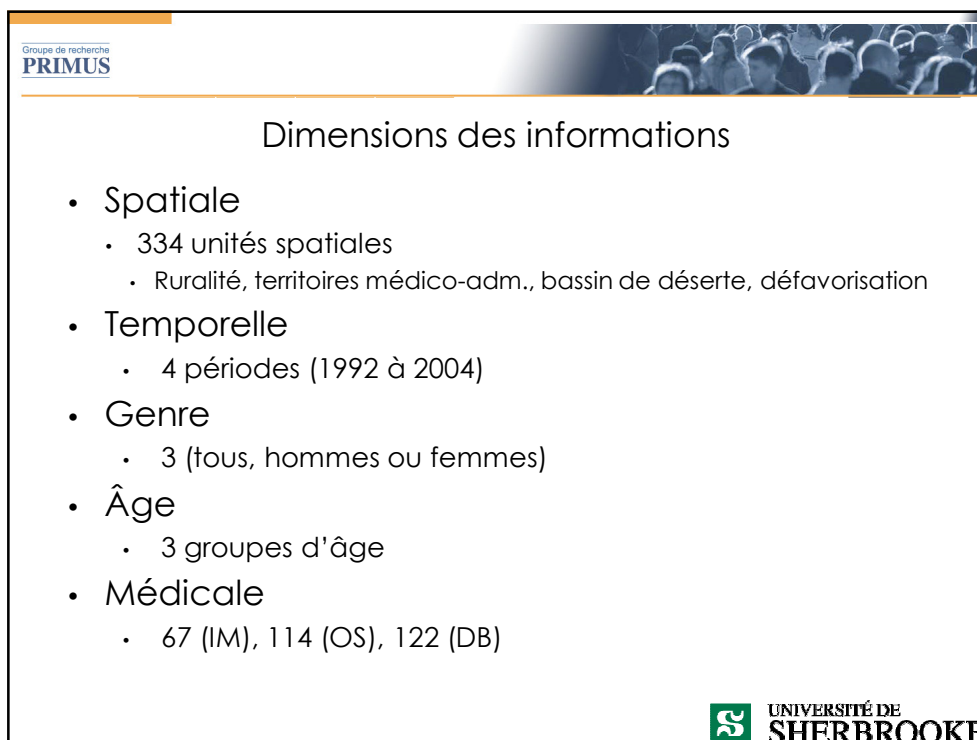 Groupe de recherche
PRIMUS
Dimensions des informations
• Spatiale
• 334 unités spatiales
• Ruralité, territoires médico-adm., bassin de déserte, défavorisation
• Temporelle
• 4 périodes (1992 à 2004)
• Genre
• 3 (tous, hommes ou femmes)
• Âge
• 3 groupes d’âge
• Médicale
• 67 (IM), 114 (OS), 122 (DB)
UNIVERSITÉ DE
SHERBROOKE